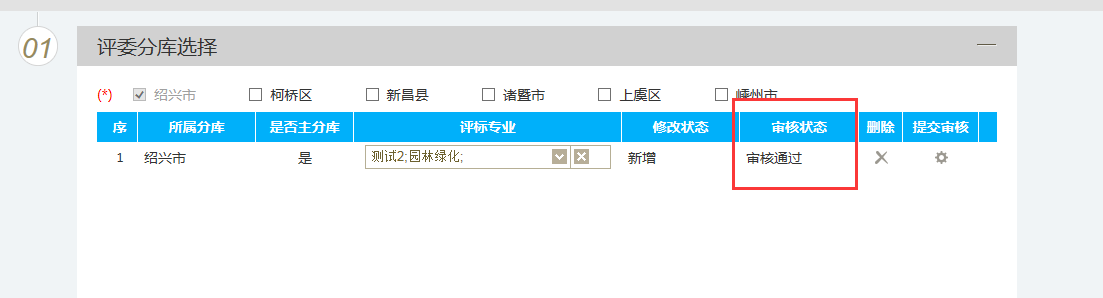 01
评委分库选择
(*) 绍兴市 柯桥区 新昌县 诸暨市 上虞区 嵊州市
序 所属分库 是否主分库 评标专业 修改状态 审核状态 删除 提交审核
1 绍兴市 是 测试2;园林绿化; 新增 审核通过